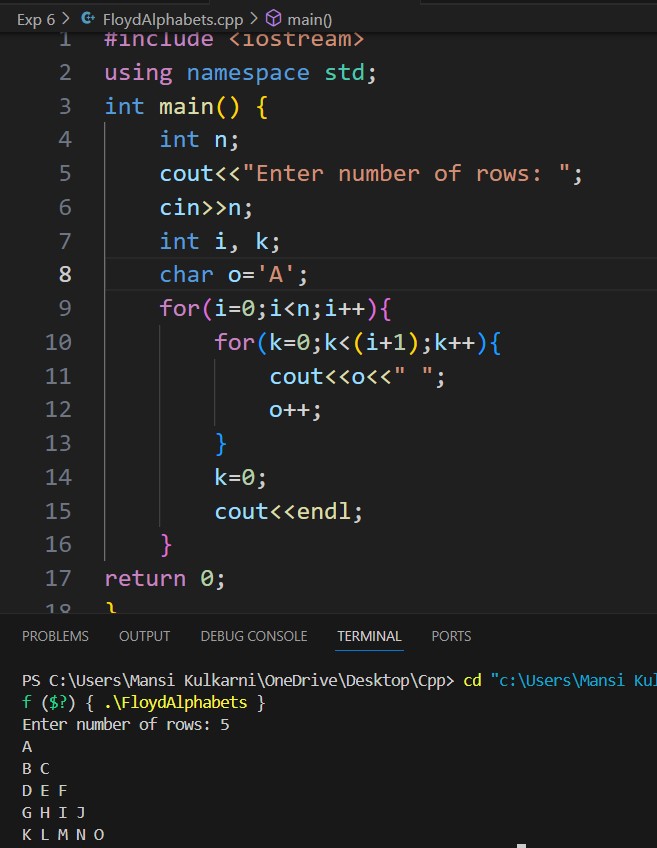 Exp 6 > FloydAlphabets.cpp > main()
1 #include <iostream>
2 using namespace std;
3 int main() {
4     int n;
5     cout<<"Enter number of rows: ";
6     cin>>n;
7     int i, k;
8     char o='A';
9     for(i=0;i<n;i++){
10         for(k=0;k<(i+1);k++){
11             cout<<o<<" ";
12             o++;
13         }
14         k=0;
15         cout<<endl;
16     }
17 return 0;
18 }
PROBLEMS OUTPUT DEBUG CONSOLE TERMINAL PORTS
PS C:\Users\Mansi Kulkarni\OneDrive\Desktop\Cpp> cd "c:\Users\Mansi Kul
f ($?) { .\FloydAlphabets }
Enter number of rows: 5
A
B C
D E F
G H I J
K L M N O